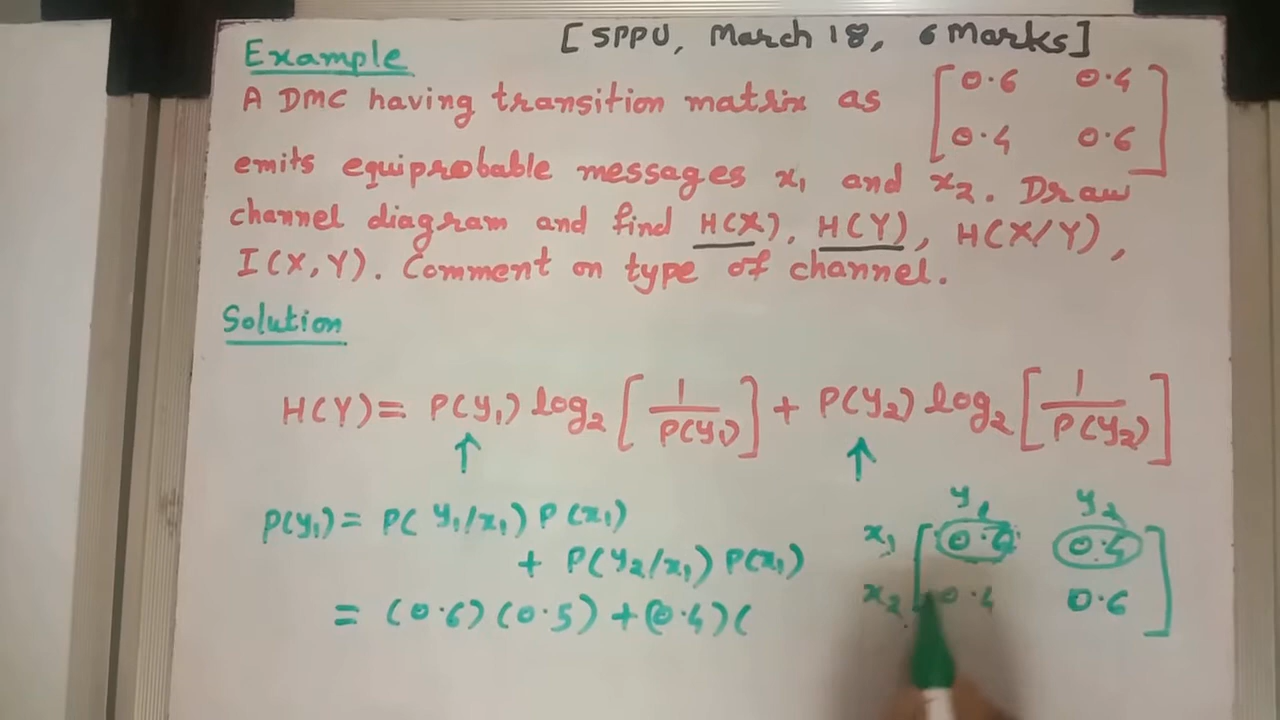 [SPPU, March 18, 6 Marks]
Example
A DMC having transition matrix as [0.6 0.4
0.4 0.6]
emits equiprobable messages x₁ and x₂. Draw
channel diagram and find H(X), H(Y), H(X/Y),
I(X,Y). Comment on type of channel.
Solution
H(Y) = P(y₁) log₂ [1/P(y₁)] + P(y₂) log₂ [1/P(y₂)]
↑ ↑
P(y₁) = P(y₁/x₁) P(x₁)
+ P(y₂/x₁) P(x₁)
= (0.6)(0.5) + (0.4)(
y₁ y₂
x₁ [0.6 0.4
x₂ 0.4 0.6]